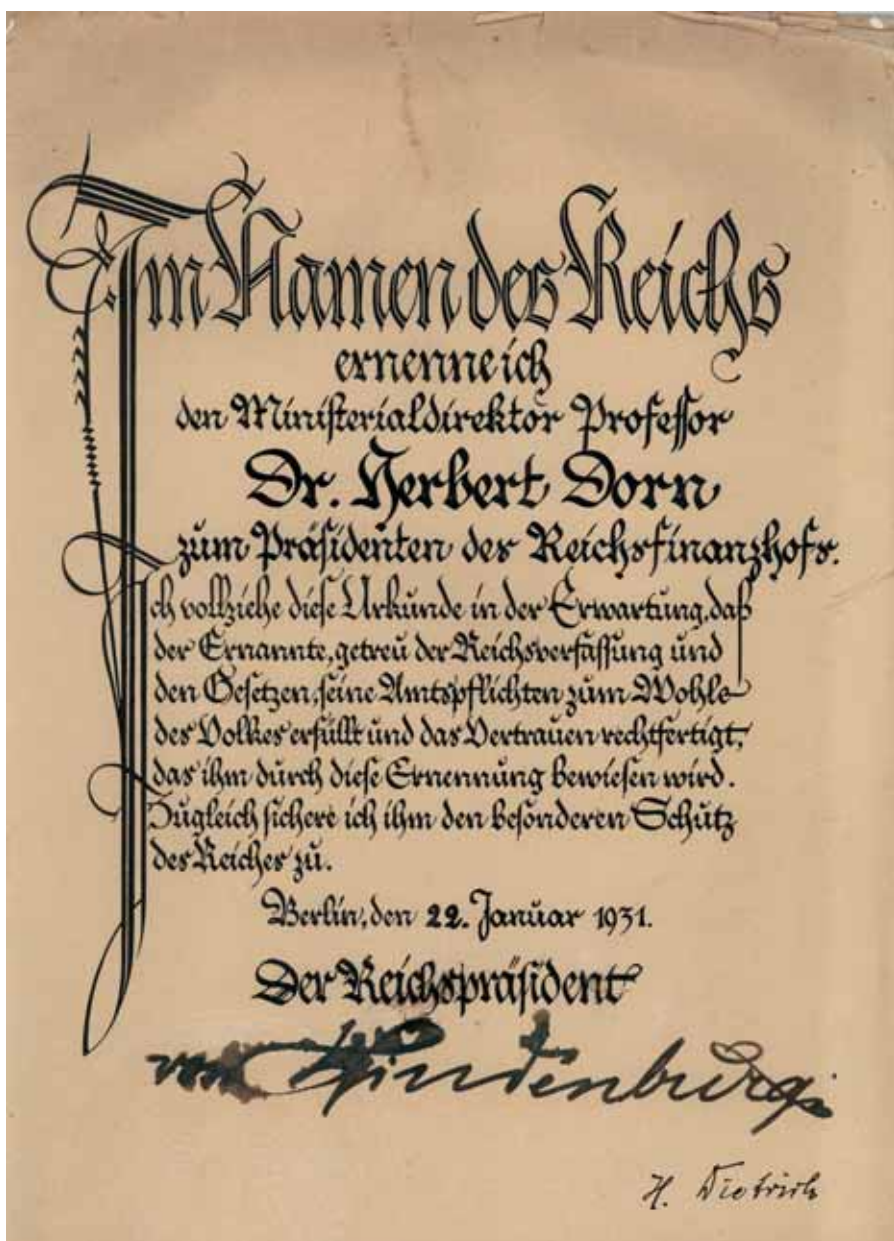 Im Namen des Reichs
ernenne ich
den Ministerialdirektor Professor
Dr. Herbert Dorn
zum Präsidenten des Reichsfinanzhofs.
Ich vollziehe diese Urkunde in der Erwartung, daß
der Ernannte, getreu der Reichsverfassung und
den Gesetzen, seine Amtspflichten zum Wohle
des Volkes erfüllt und das Vertrauen rechtfertigt,
das ihm durch diese Ernennung bewiesen wird.
Zugleich sichere ich ihm den besonderen Schutz
des Reiches zu.
Berlin, den 22. Januar 1931.
Der Reichspräsident
von Hindenburg
H. Dietrich